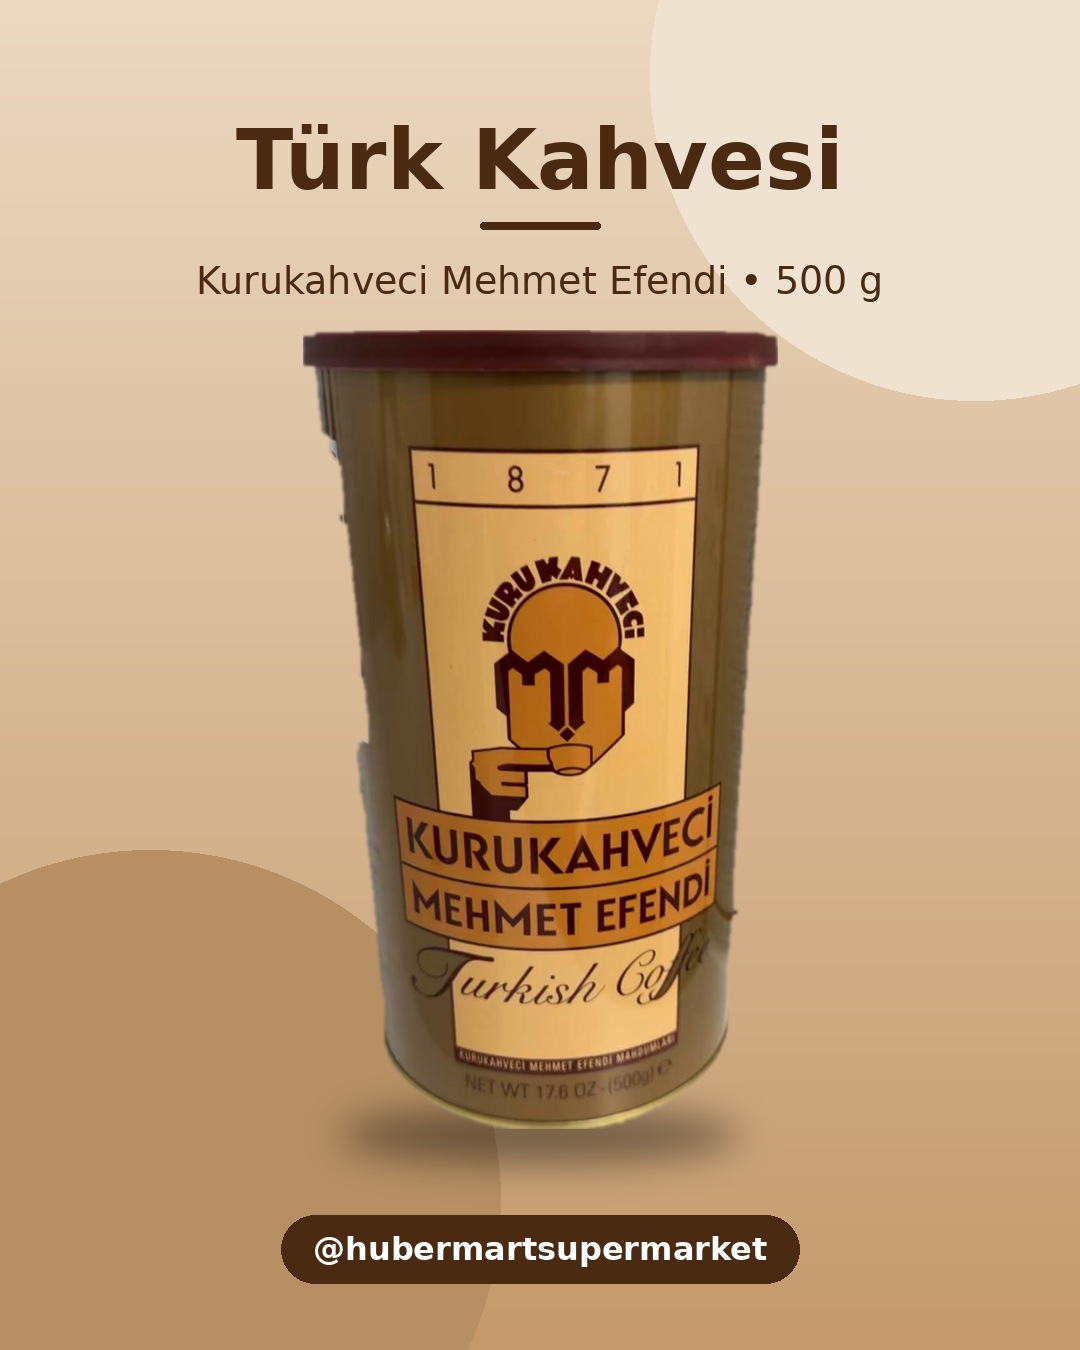 Türk Kahvesi
Kurukahveci Mehmet Efendi • 500 g
1 8 7 1
KURUKAHVECİ
KURUKAHVECİ
MEHMET EFENDİ
Turkish Coffee
KURUKAHVECİ MEHMET EFENDİ MAHDUMLARI
NET WT 17.6 OZ - (500g) ℮
@hubermartsupermarket